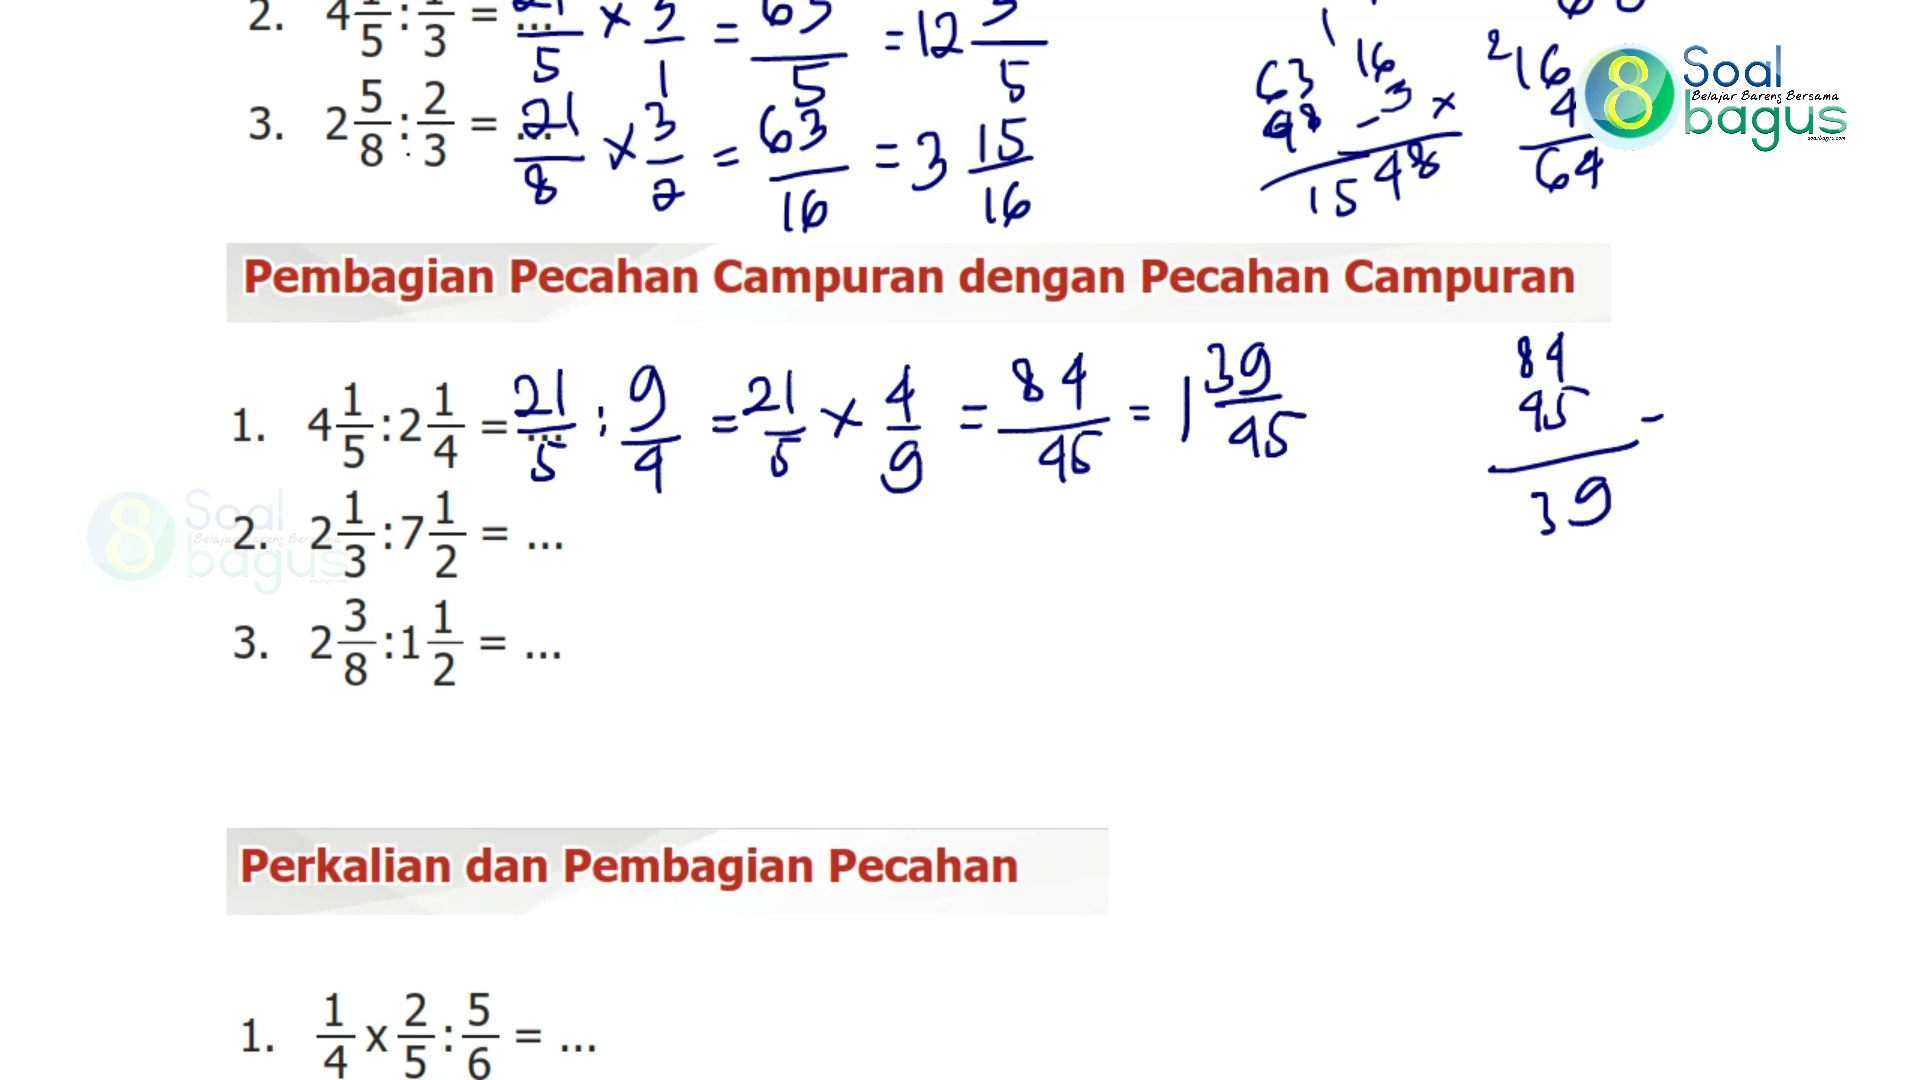 2. 4 1/5 : 1/3 = ... 21/5 x 3/1 = 63/5 = 12 3/5
3. 2 5/8 : 2/3 = ... 21/8 x 3/2 = 63/16 = 3 15/16
63
48 -
15
16
3 x
48
2
16
4
64
Soal
Belajar Bareng Bersama
bagus
Pembagian Pecahan Campuran dengan Pecahan Campuran
1. 4 1/5 : 2 1/4 = ... 21/5 : 9/4 = 21/5 x 4/9 = 84/45 = 1 39/45
84
45 -
39
2. 2 1/3 : 7 1/2 = ...
Soal
Belajar Bareng Bersama
bagus
3. 2 3/8 : 1 1/2 = ...
Perkalian dan Pembagian Pecahan
1. 1/4 x 2/5 : 5/6 = ...